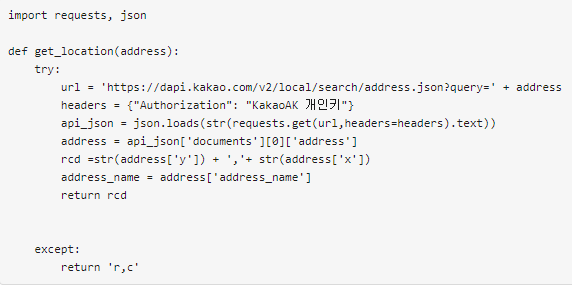 import requests, json
def get_location(address):
try:
url = 'https://dapi.kakao.com/v2/local/search/address.json?query=' + address
headers = {"Authorization": "KakaoAK 개인키"}
api_json = json.loads(str(requests.get(url,headers=headers).text))
address = api_json['documents'][0]['address']
rcd =str(address['y']) + ','+ str(address['x'])
address_name = address['address_name']
return rcd
except:
return 'r,c'